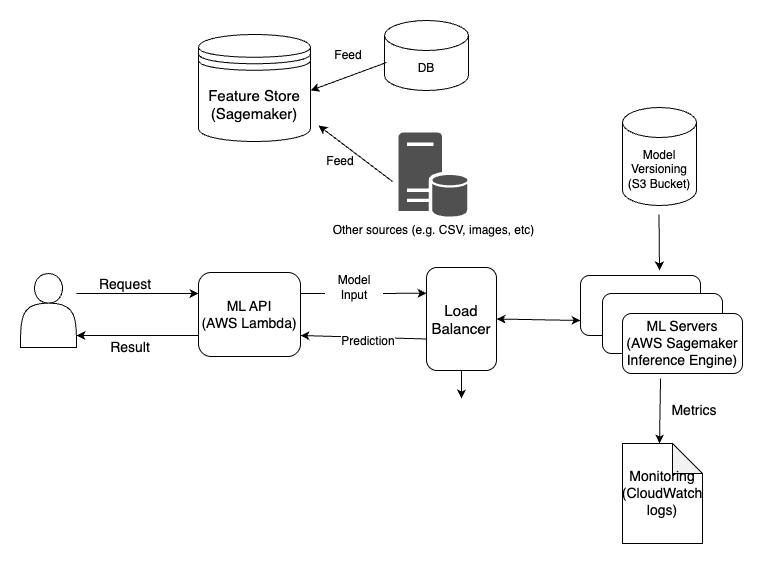 Feed
DB
Feature Store
(Sagemaker)
Feed
Other sources (e.g. CSV, images, etc)
Model
Versioning
(S3 Bucket)
Request
ML API
(AWS Lambda)
Result
Model
Input
Prediction
Load
Balancer
ML Servers
(AWS Sagemaker
Inference Engine)
Metrics
Monitoring
(CloudWatch
logs)